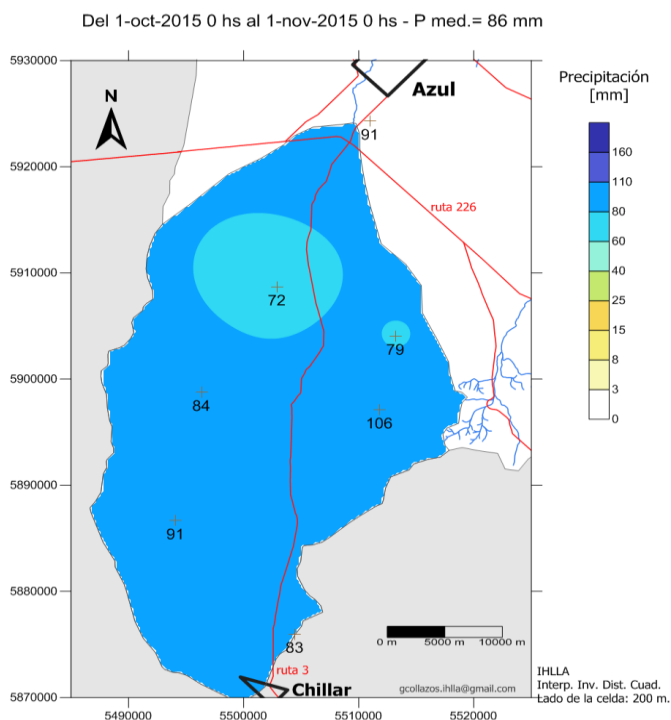 Del 1-oct-2015 0 hs al 1-nov-2015 0 hs - P med.= 86 mm
5930000
5920000
5910000
5900000
5890000
5880000
5870000
5490000
5500000
5510000
5520000
N
Azul
91
ruta 226
72
79
84
106
91
83
ruta 3
Chillar
0 m
5000 m
10000 m
gcollazos.ihlla@gmail.com
Precipitación
[mm]
160
110
80
60
40
25
15
8
3
0
IHLLA
Interp. Inv. Dist. Cuad.
Lado de la celda: 200 m.